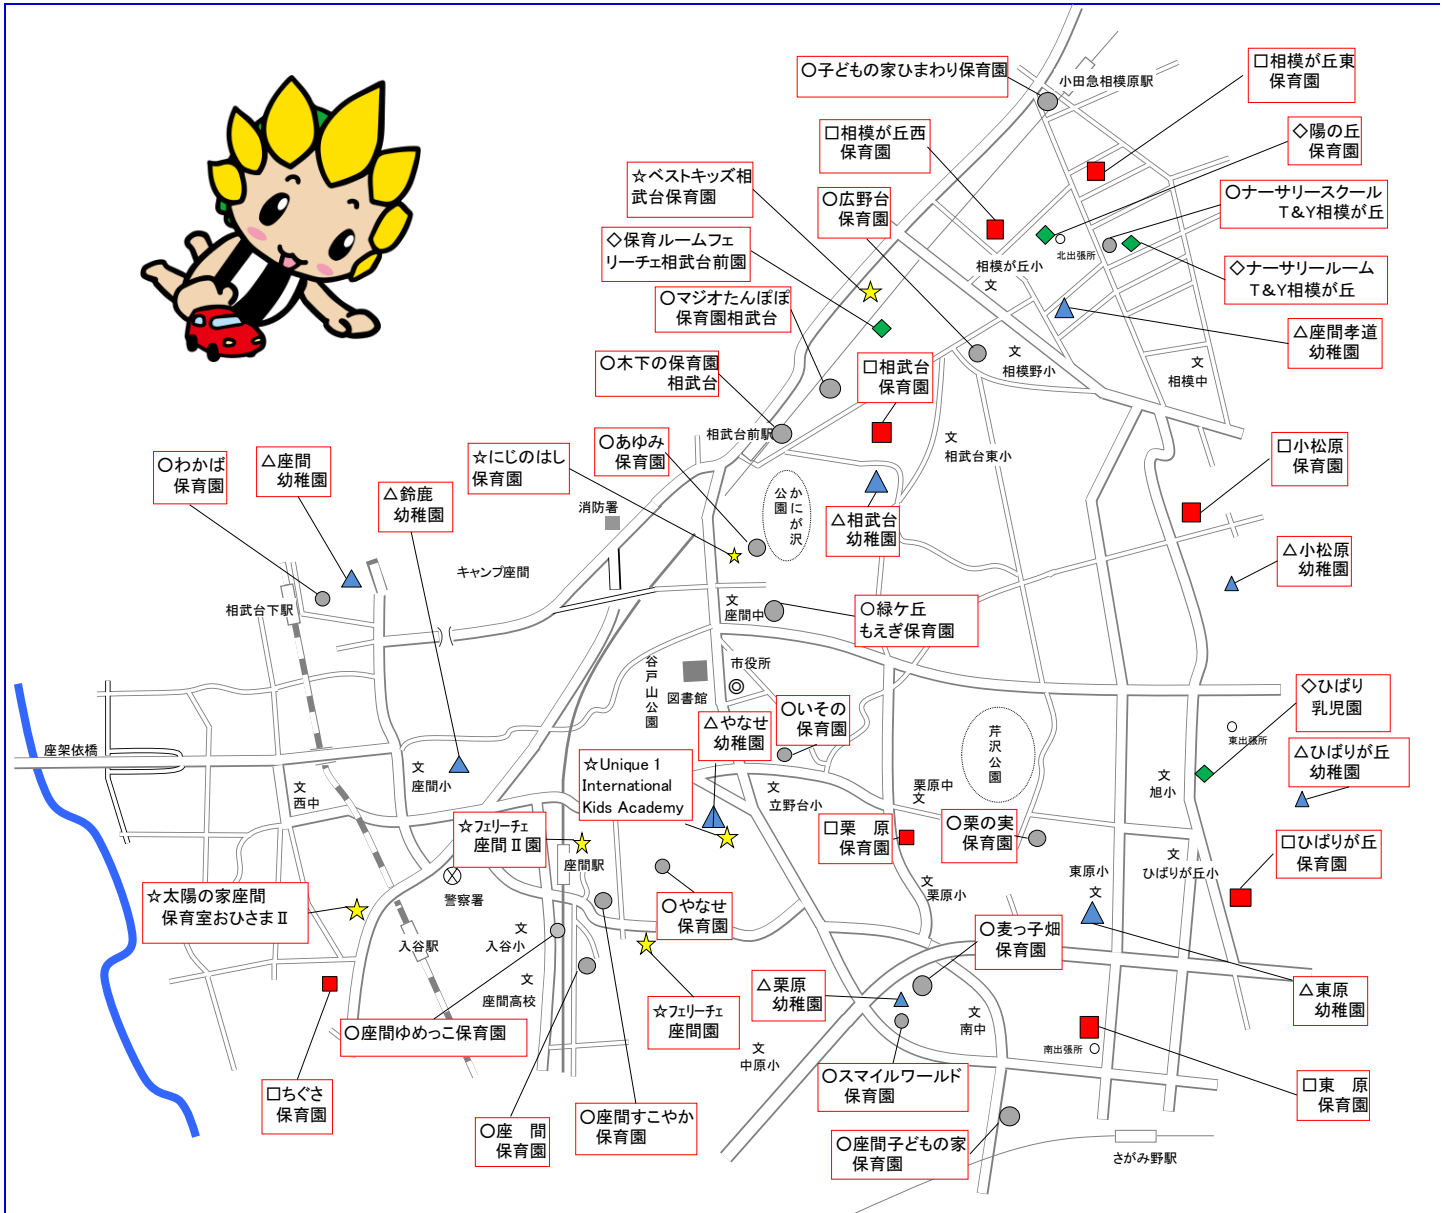 〇子どもの家ひまわり保育園
小田急相模原駅
□相模が丘東
保育園
□相模が丘西
保育園
◇陽の丘
保育園
☆ベストキッズ相
武台保育園
〇広野台
保育園
〇ナーサリースクール
T&Y相模が丘
◇保育ルームフェ
リーチェ相武台前園
北出張所
相模が丘小
文
◇ナーサリールーム
T&Y相模が丘
〇マジオたんぽぽ
保育園相武台
△座間孝道
幼稚園
〇木下の保育園
相武台
□相武台
保育園
文
相模野小
文
相模中
相武台前駅
〇あゆみ
保育園
文
相武台東小
□小松原
保育園
☆にじのはし
保育園
〇わかば
保育園
△座間
幼稚園
△鈴鹿
幼稚園
消防署
かにが沢
公園
△相武台
幼稚園
△小松原
幼稚園
キャンプ座間
相武台下駅
文
座間中
〇緑ケ丘
もえぎ保育園
谷戸山公園
市役所
図書館
◇ひばり
乳児園
〇いその
保育園
△やなせ
幼稚園
芹沢公園
東出張所
座架依橋
△ひばりが丘
幼稚園
☆Unique 1
International
Kids Academy
文
座間小
文
西中
文
立野台小
栗原中
文
文
旭小
☆フェリーチェ
座間Ⅱ園
座間駅
□栗　原
保育園
〇栗の実
保育園
□ひばりが丘
保育園
文
ひばりが丘小
東原小
文
文
栗原小
☆太陽の家座間
保育室おひさまⅡ
警察署
〇やなせ
保育園
入谷駅
文
入谷小
〇麦っ子畑
保育園
文
座間高校
△栗原
幼稚園
△東原
幼稚園
☆フェリーチェ
座間園
〇座間ゆめっこ保育園
文
南中
南出張所
文
中原小
□ちぐさ
保育園
〇スマイルワールド
保育園
□東　原
保育園
〇座　間
保育園
〇座間すこやか
保育園
〇座間子どもの家
保育園
さがみ野駅